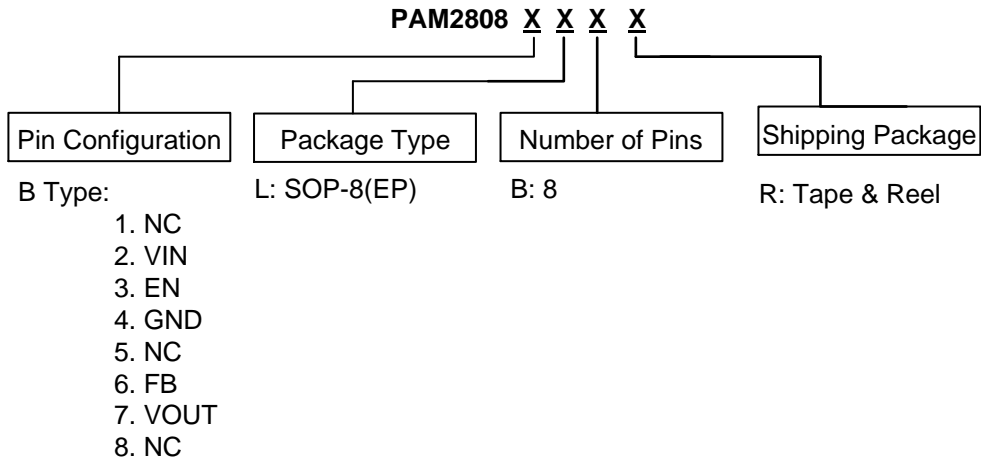 PAM2808 X X X X
Pin Configuration
Package Type
Number of Pins
Shipping Package
B Type:
L: SOP-8(EP)
B: 8
R: Tape & Reel
1. NC
2. VIN
3. EN
4. GND
5. NC
6. FB
7. VOUT
8. NC